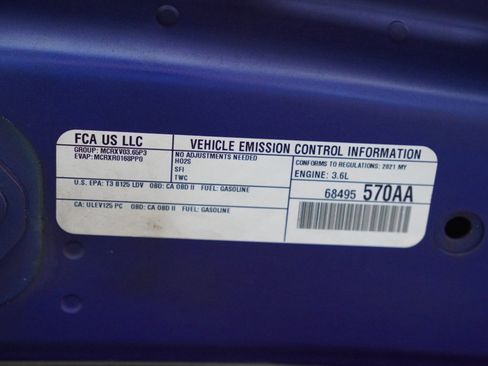 FCA US LLC
GROUP: MCRXV03.65P3
EVAP: MCRXR0168PP0
VEHICLE EMISSION CONTROL INFORMATION
NO ADJUSTMENTS NEEDED
HO2S
SFI
TWC
CONFORMS TO REGULATIONS: 2021 MY
ENGINE: 3.6L
U.S. EPA: T3 B125 LDV OBD: CA OBD II FUEL: GASOLINE
68495 570AA
CA: ULEV125 PC OBD: CA OBD II FUEL: GASOLINE